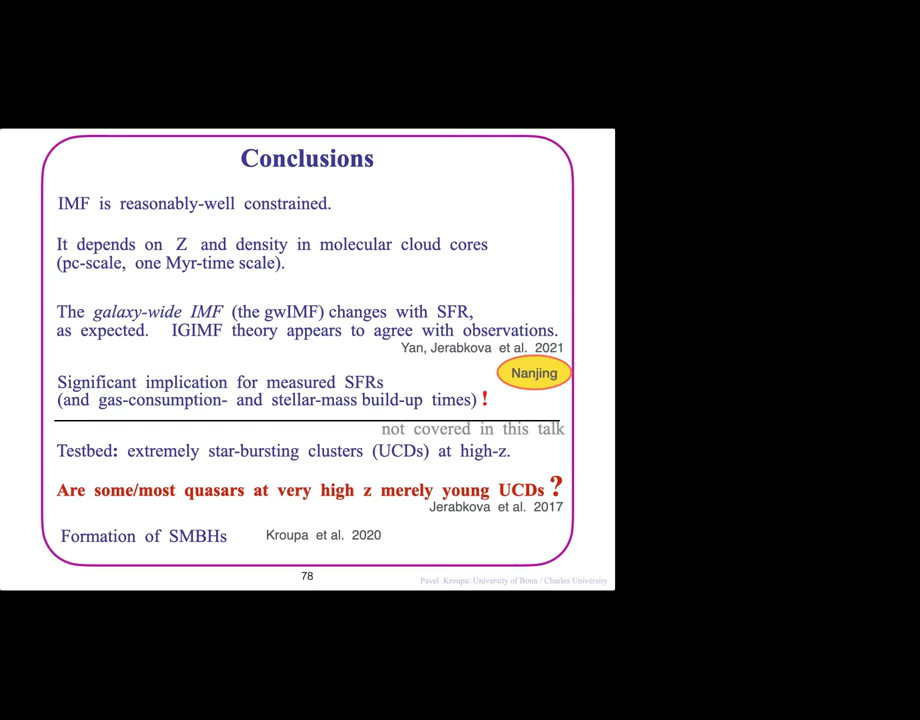 Conclusions
IMF is reasonably-well constrained.
It depends on Z and density in molecular cloud cores
(pc-scale, one Myr-time scale).
The galaxy-wide IMF (the gwIMF) changes with SFR,
as expected. IGIMF theory appears to agree with observations.
Yan, Jerabkova et al. 2021
Nanjing
Significant implication for measured SFRs
(and gas-consumption- and stellar-mass build-up times) !
not covered in this talk
Testbed: extremely star-bursting clusters (UCDs) at high-z.
Are some/most quasars at very high z merely young UCDs ?
Jerabkova et al. 2017
Formation of SMBHs Kroupa et al. 2020
78
Pavel Kroupa: University of Bonn / Charles University